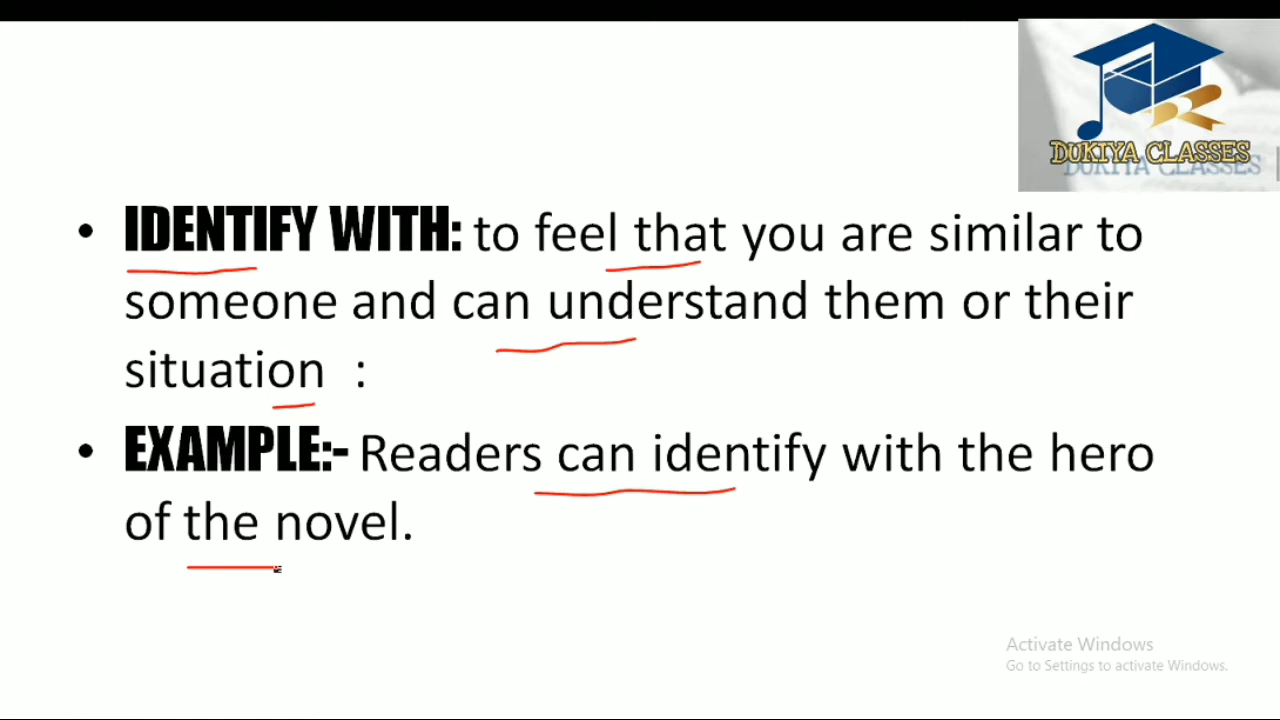 DUKIYA CLASSES
• IDENTIFY WITH: to feel that you are similar to
someone and can understand them or their
situation :
• EXAMPLE:- Readers can identify with the hero
of the novel.
Activate Windows
Go to Settings to activate Windows.